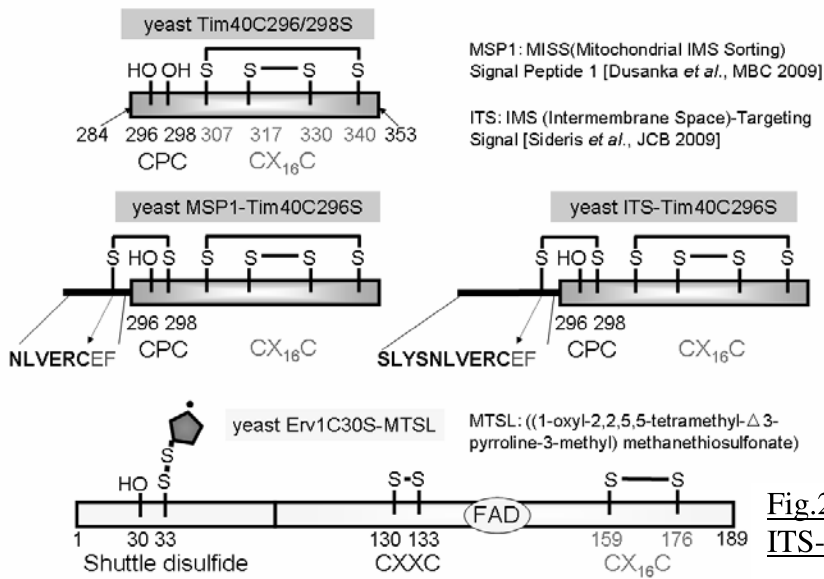 yeast Tim40C296/298S
HO OH S S S S
284 296 298 307 317 330 340 353
CPC CX₁₆C
MSP1: MISS(Mitochondrial IMS Sorting)
Signal Peptide 1 [Dusanka et al., MBC 2009]
ITS: IMS (Intermembrane Space)-Targeting
Signal [Sideris et al., JCB 2009]
yeast MSP1-Tim40C296S
S HO S S S S S
296 298
NLVERCEF CPC CX₁₆C
yeast ITS-Tim40C296S
S HO S S S S S
296 298
SLYSNLVERCEF CPC CX₁₆C
yeast Erv1C30S-MTSL
MTSL: ((1-oxyl-2,2,5,5-tetramethyl-△3-
pyrroline-3-methyl) methanethiosulfonate)
S
HO S S S S S
FAD
1 30 33 130 133 159 176 189
Shuttle disulfide CXXC CX₁₆C
Fig.2
ITS-